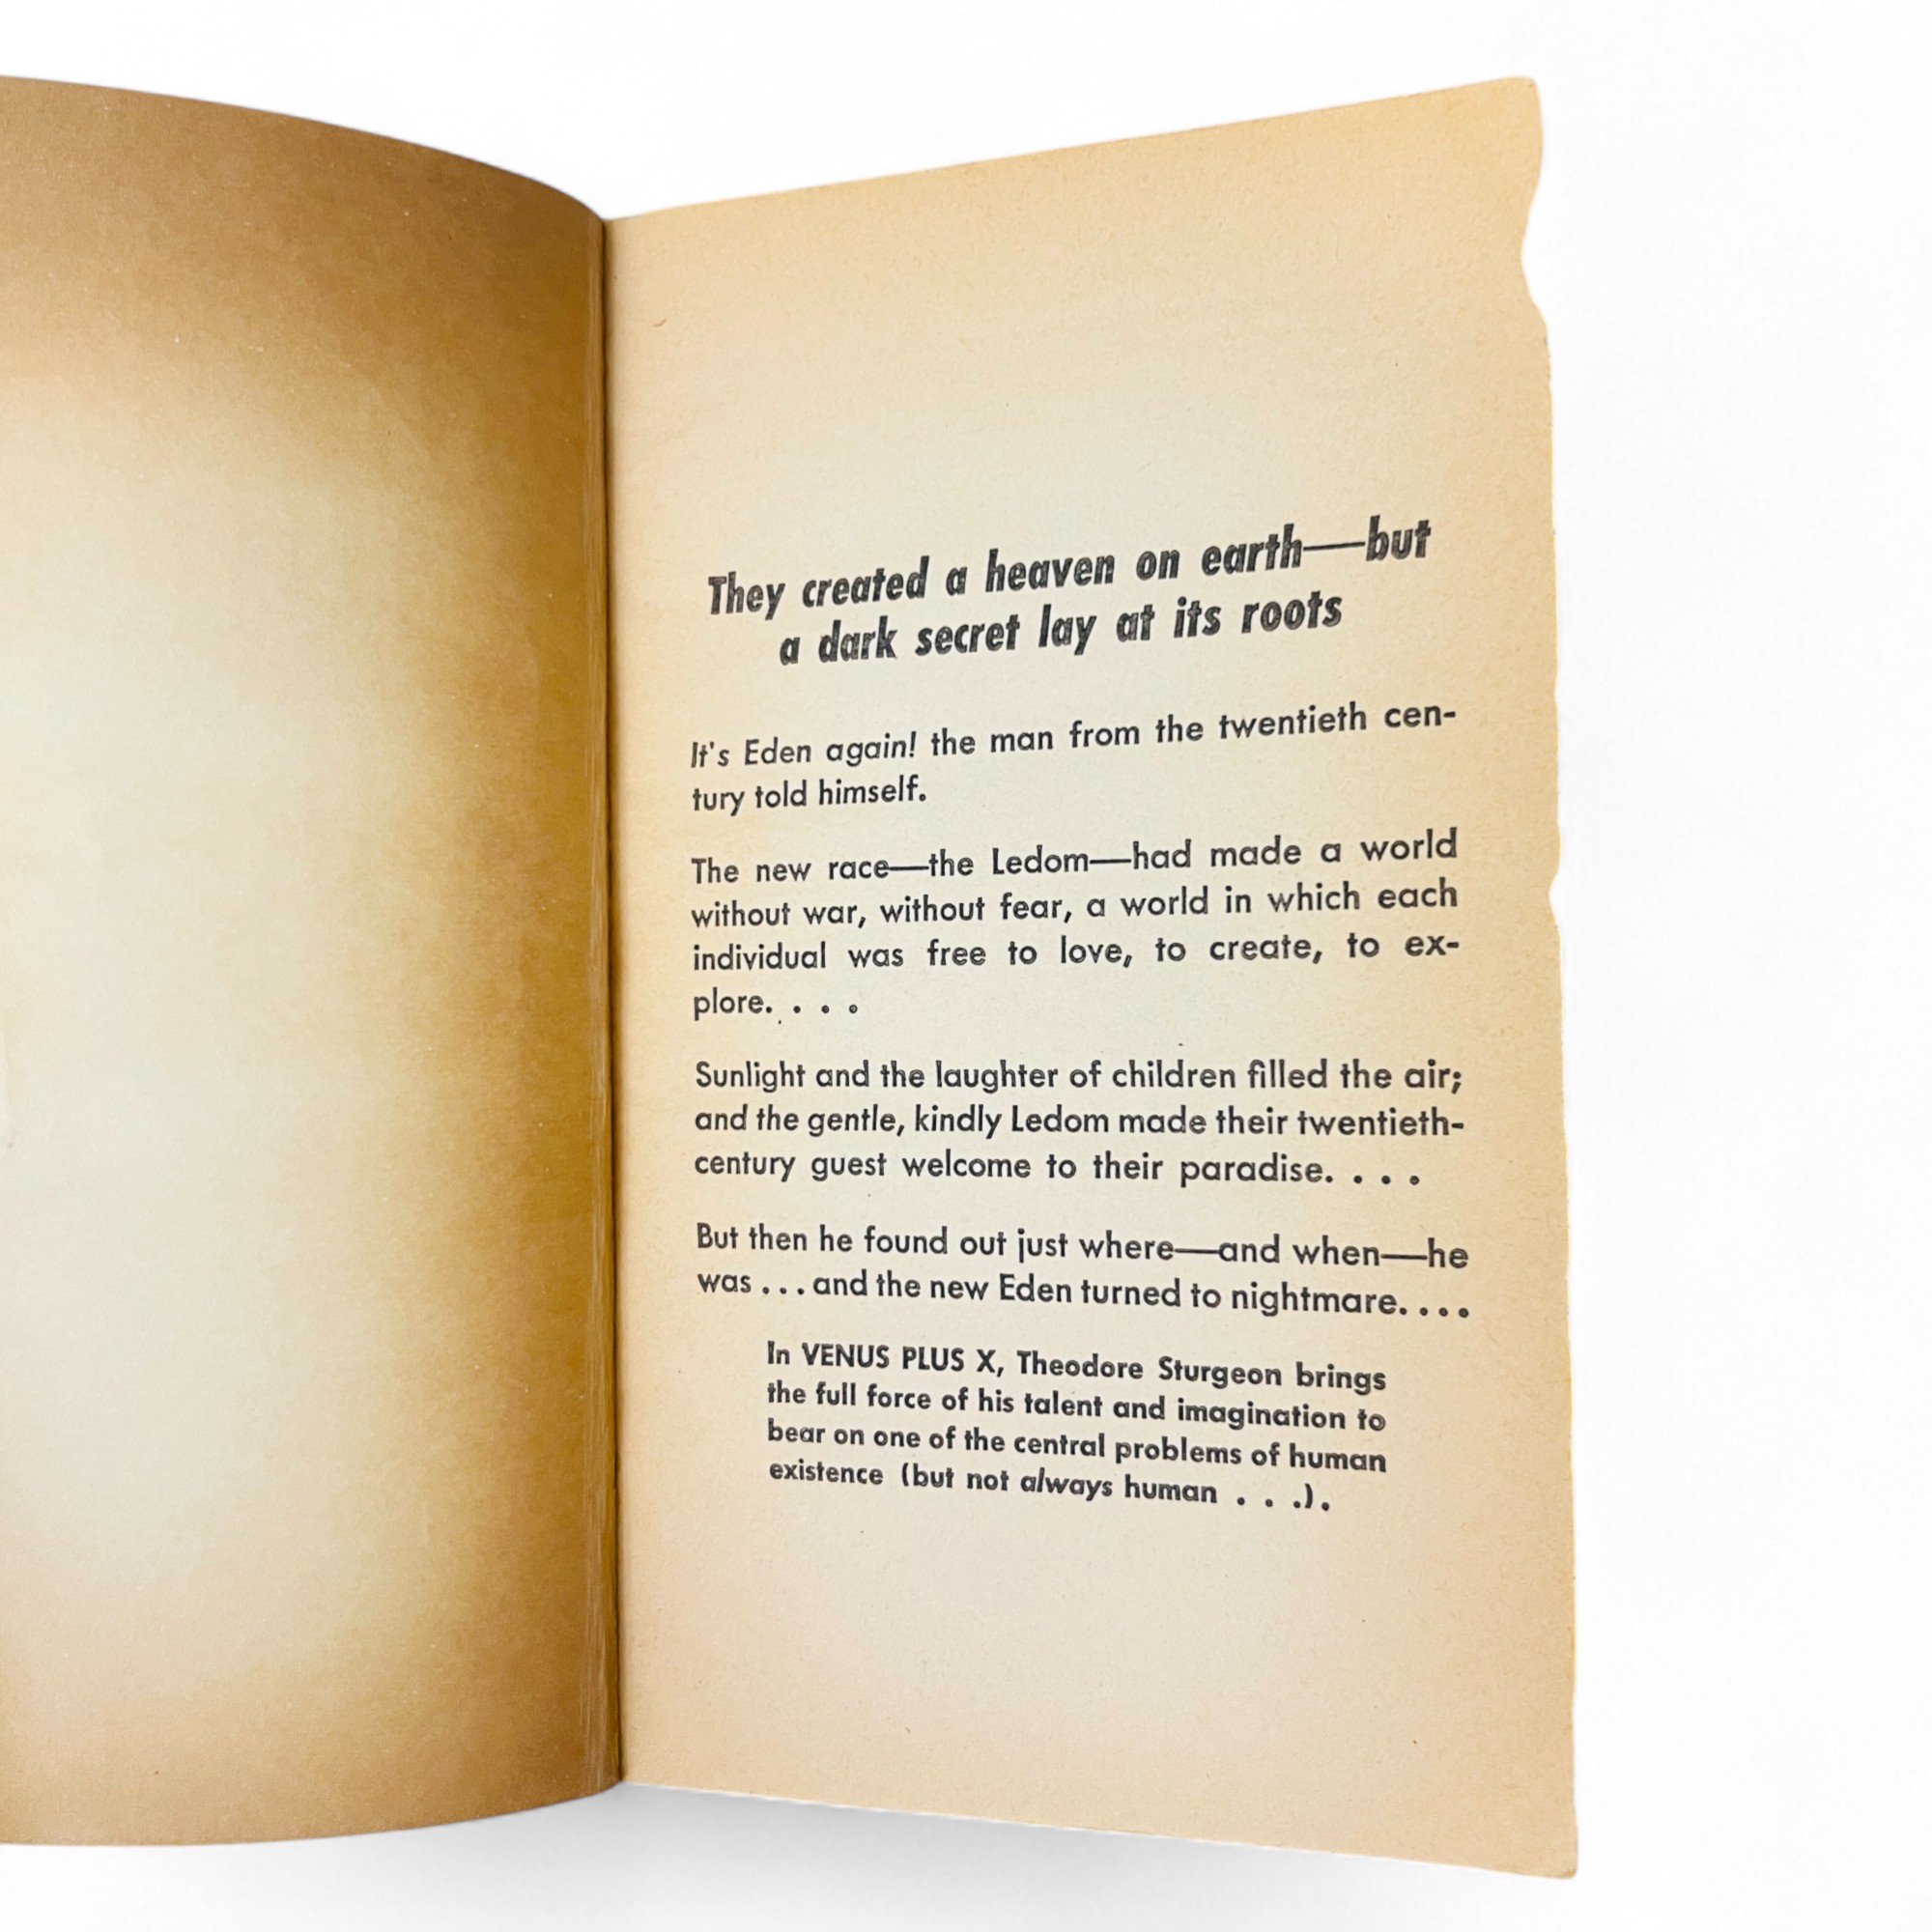 They created a heaven on earth—but
a dark secret lay at its roots
It's Eden again! the man from the twentieth cen-
tury told himself.
The new race—the Ledom—had made a world
without war, without fear, a world in which each
individual was free to love, to create, to ex-
plore. . . .
Sunlight and the laughter of children filled the air;
and the gentle, kindly Ledom made their twentieth-
century guest welcome to their paradise. . . .
But then he found out just where—and when—he
was . . . and the new Eden turned to nightmare. . . .
In VENUS PLUS X, Theodore Sturgeon brings
the full force of his talent and imagination to
bear on one of the central problems of human
existence (but not always human . . .).